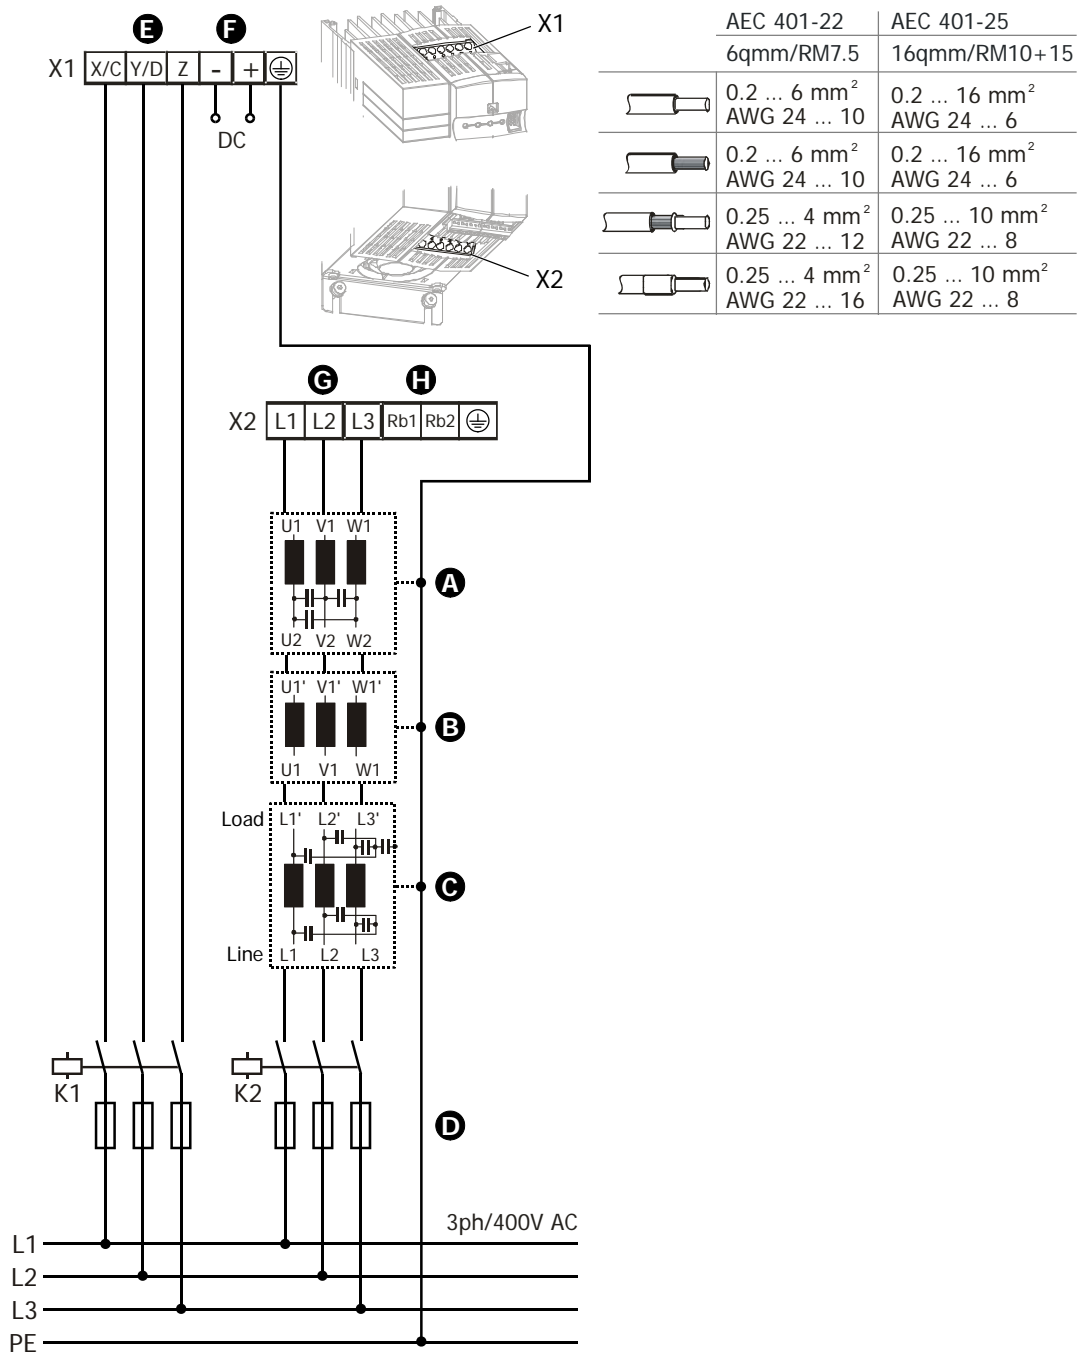 E F
X1 X/C Y/D Z - +
DC
X1
X2
AEC 401-22 AEC 401-25
6qmm/RM7.5 16qmm/RM10+15
0.2 ... 6 mm² 0.2 ... 16 mm²
AWG 24 ... 10 AWG 24 ... 6
0.2 ... 6 mm² 0.2 ... 16 mm²
AWG 24 ... 10 AWG 24 ... 6
0.25 ... 4 mm² 0.25 ... 10 mm²
AWG 22 ... 12 AWG 22 ... 8
0.25 ... 4 mm² 0.25 ... 10 mm²
AWG 22 ... 16 AWG 22 ... 8
G H
X2 L1 L2 L3 Rb1 Rb2
U1 V1 W1
A
U2 V2 W2
U1' V1' W1'
B
U1 V1 W1
Load L1' L2' L3'
C
Line L1 L2 L3
K1 K2
D
3ph/400V AC
L1
L2
L3
PE